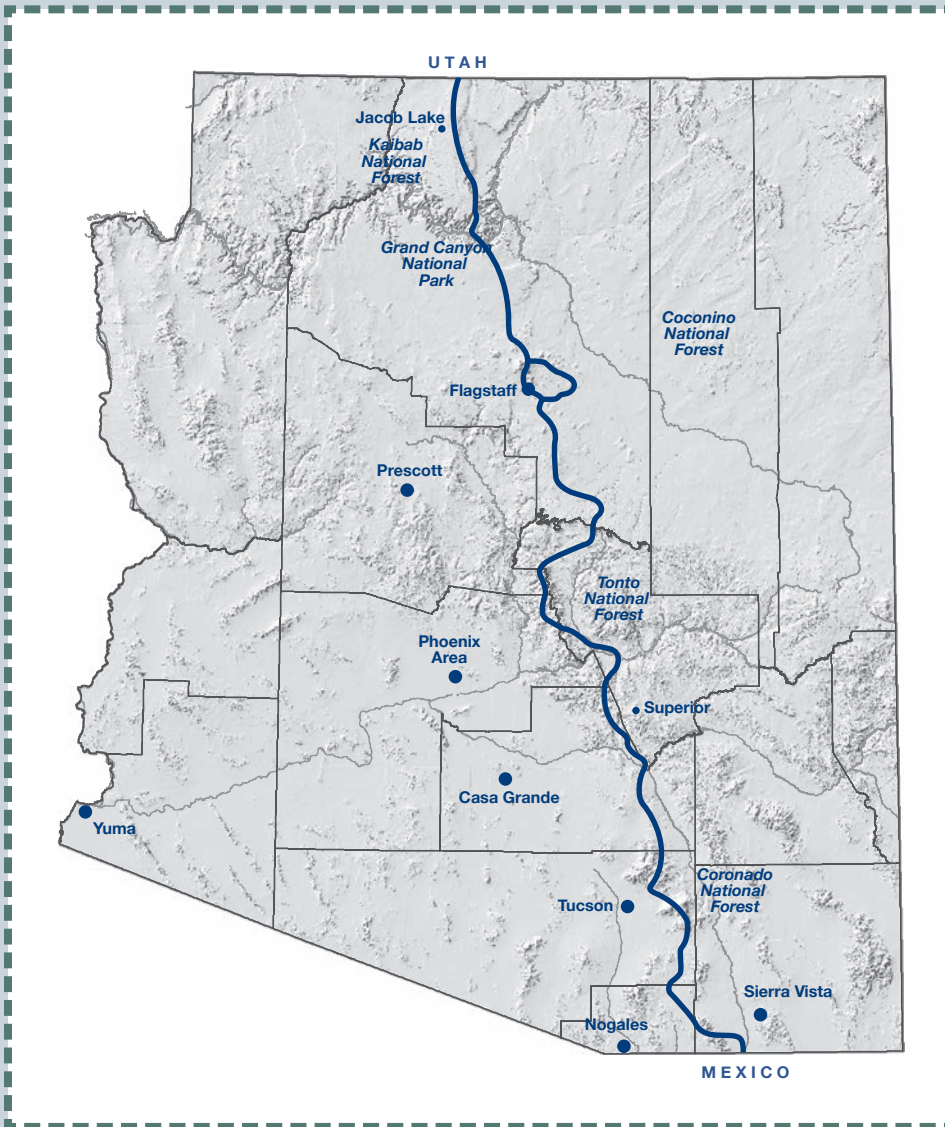 UTAH
Jacob Lake
Kaibab
National
Forest
Grand Canyon
National
Park
Coconino
National
Forest
Flagstaff
Prescott
Tonto
National
Forest
Phoenix
Area
Superior
Casa Grande
Yuma
Coronado
National
Forest
Tucson
Sierra Vista
Nogales
MEXICO